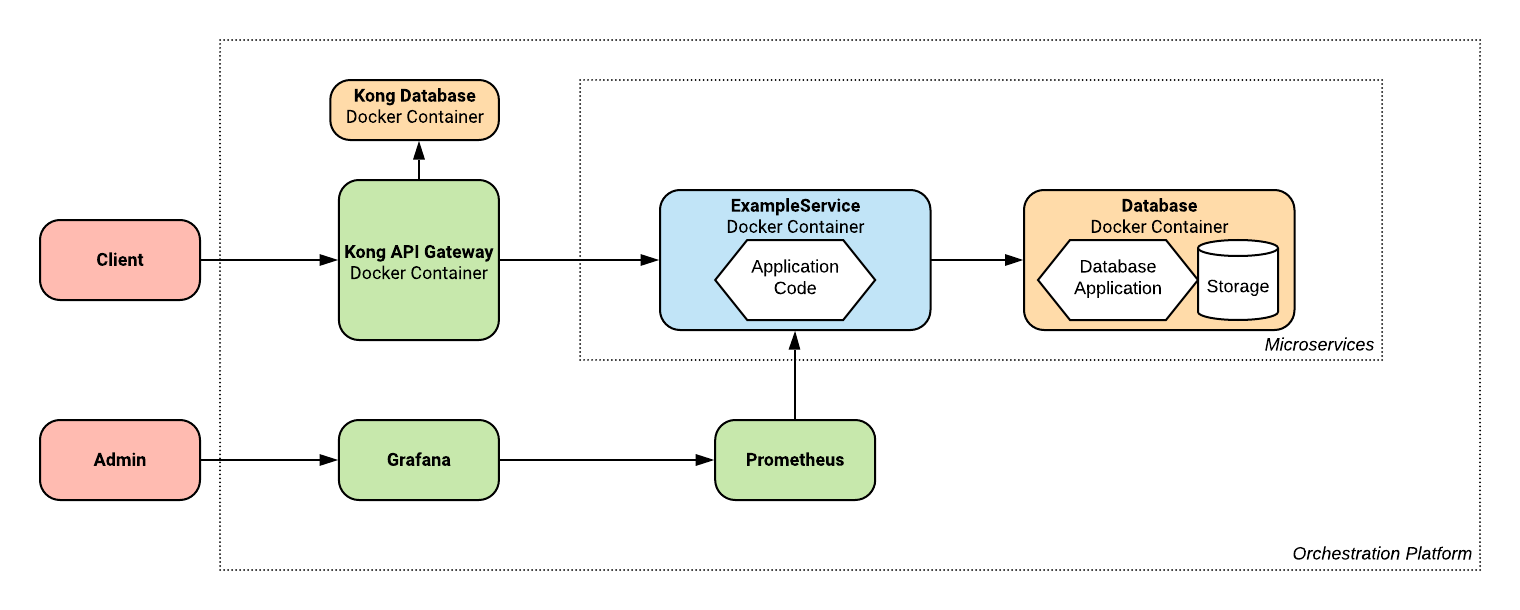 Kong Database
Docker Container
Client
Kong API Gateway
Docker Container
ExampleService
Docker Container
Application
Code
Database
Docker Container
Database
Application
Storage
Microservices
Admin
Grafana
Prometheus
Orchestration Platform